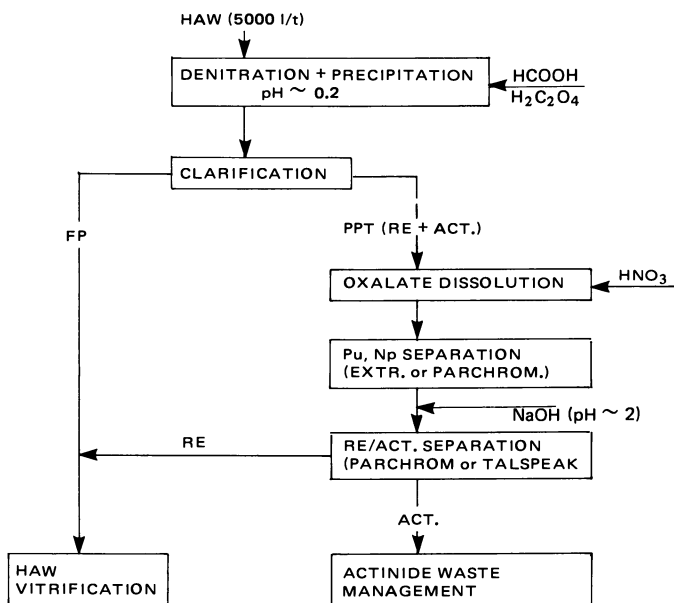 HAW (5000 l/t)
DENITRATION + PRECIPITATION
pH ~ 0.2
HCOOH
H₂C₂O₄
CLARIFICATION
FP
PPT (RE + ACT.)
OXALATE DISSOLUTION
HNO₃
Pu, Np SEPARATION
(EXTR. or PARCHROM.)
NaOH (pH ~ 2)
RE/ACT. SEPARATION
(PARCHROM or TALSPEAK
RE
ACT.
HAW
VITRIFICATION
ACTINIDE WASTE
MANAGEMENT